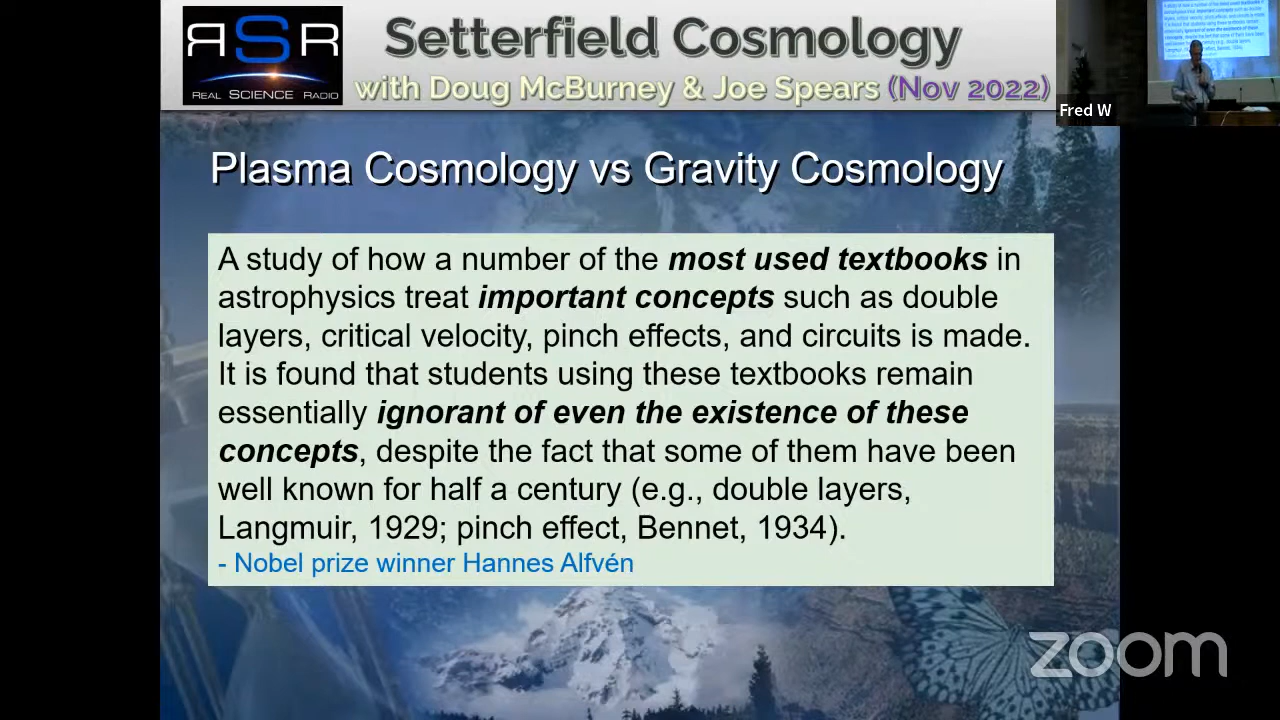 RSR
REAL SCIENCE RADIO
Setterfield Cosmology
with Doug McBurney & Joe Spears (Nov 2022)
Fred W
Plasma Cosmology vs Gravity Cosmology
A study of how a number of the most used textbooks in
astrophysics treat important concepts such as double
layers, critical velocity, pinch effects, and circuits is made.
It is found that students using these textbooks remain
essentially ignorant of even the existence of these
concepts, despite the fact that some of them have been
well known for half a century (e.g., double layers,
Langmuir, 1929; pinch effect, Bennet, 1934).
- Nobel prize winner Hannes Alfvén
zoom